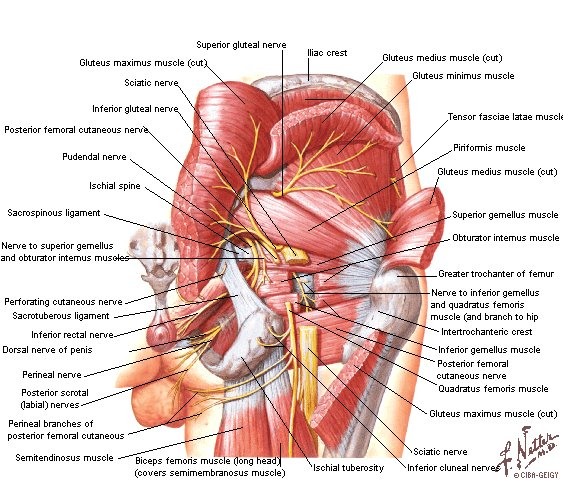 Superior gluteal nerve
Iliac crest
Gluteus maximus muscle (cut)
Gluteus medius muscle (cut)
Sciatic nerve
Gluteus minimus muscle
Inferior gluteal nerve
Tensor fasciae latae muscle
Posterior femoral cutaneous nerve
Piriformis muscle
Pudendal nerve
Gluteus medius muscle (cut)
Ischial spine
Sacrospinous ligament
Superior gemellus muscle
Obturator internus muscle
Nerve to superior gemellus
and obturator internus muscles
Greater trochanter of femur
Perforating cutaneous nerve
Nerve to inferior gemellus
and quadratus femoris
muscle (and branch to hip
Sacrotuberous ligament
Intertrochanteric crest
Inferior rectal nerve
Inferior gemellus muscle
Dorsal nerve of penis
Posterior femoral
cutaneous nerve
Perineal nerve
Quadratus femoris muscle
Posterior scrotal
(labial) nerves
Gluteus maximus muscle (cut)
Perineal branches of
posterior femoral cutaneous
Semitendinosus muscle
Biceps femoris muscle (long head)
(covers semimembranosus muscle)
Ischial tuberosity
Sciatic nerve
Inferior cluneal nerves
F. Netter
M.D.
© CIBA-GEIGY